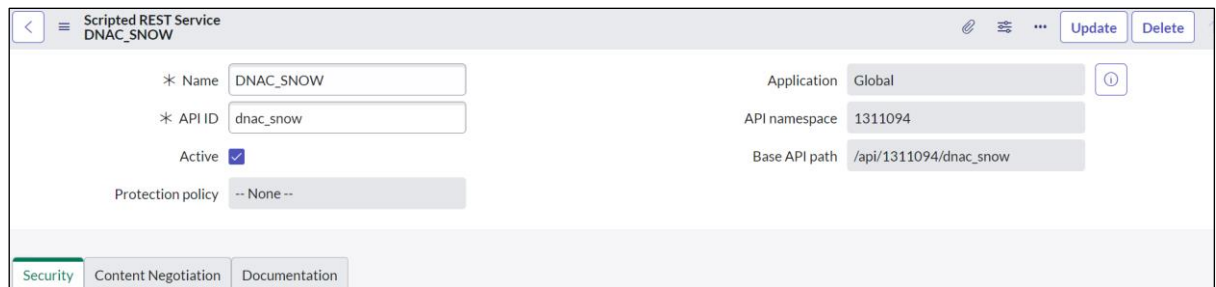 Scripted REST Service
DNAC_SNOW
Update
Delete
* Name DNAC_SNOW
Application Global
* API ID dnac_snow
API namespace 1311094
Active
Base API path /api/1311094/dnac_snow
Protection policy -- None --
Security
Content Negotiation
Documentation